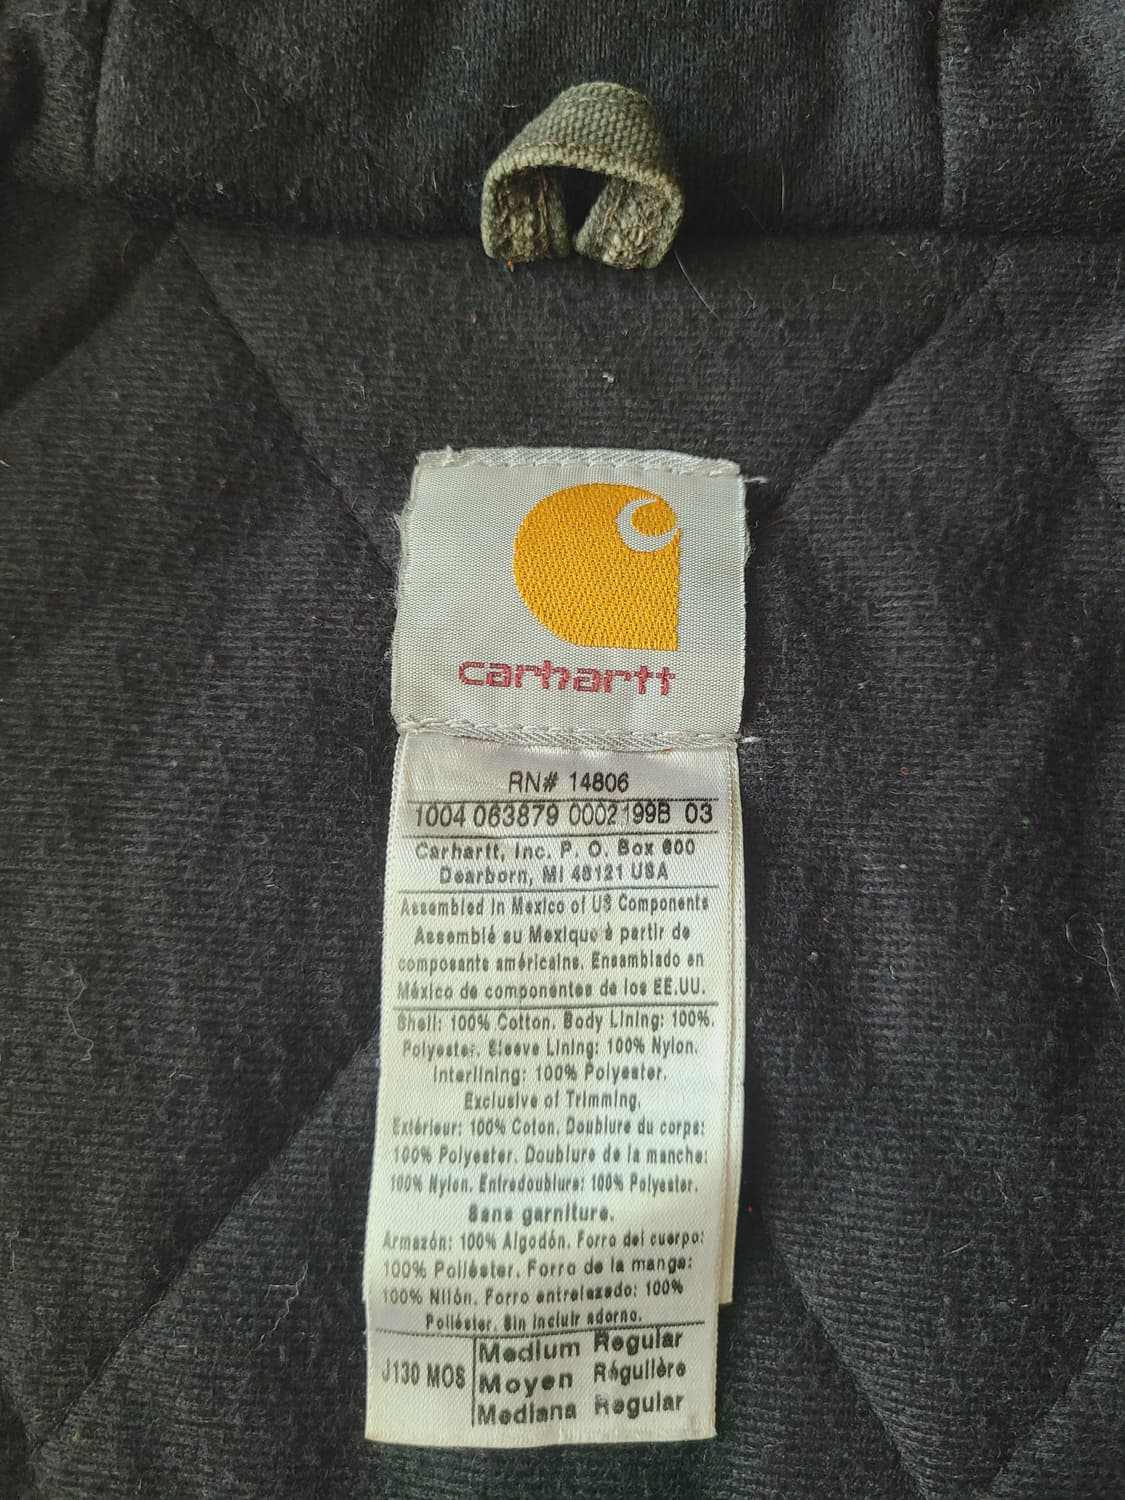 carhartt
RN# 14806
1004 063879 0002199B 03
Carhartt, Inc. P. O. Box 600
Dearborn, MI 48121 USA
Assembled in Mexico of US Components
Assemblé au Mexique à partir de
composants américains. Ensamblado en
México de componentes de los EE.UU.
Shell: 100% Cotton. Body Lining: 100%.
Polyester. Sleeve Lining: 100% Nylon.
Interlining: 100% Polyester.
Exclusive of Trimming.
Extérieur: 100% Coton. Doublure du corps:
100% Polyester. Doublure de la manche:
100% Nylon. Entredoublure: 100% Polyester.
Sans garniture.
Armazón: 100% Algodón. Forro del cuerpo:
100% Poliéster. Forro de la manga:
100% Nilón. Forro entrelazado: 100%
Poliéster. Sin incluir adorno.
J130 MOS
Medium Regular
Moyen Régulière
Mediana Regular